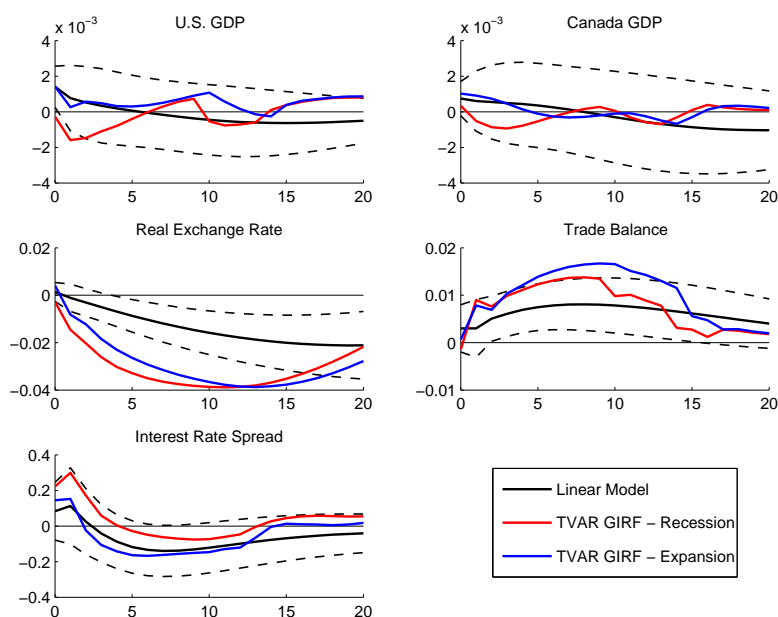 U.S. GDP
x 10⁻³
4
2
0
−2
−4
0 5 10 15 20
Canada GDP
x 10⁻³
4
2
0
−2
−4
0 5 10 15 20
Real Exchange Rate
0.02
0
−0.02
−0.04
0 5 10 15 20
Trade Balance
0.02
0.01
0
−0.01
0 5 10 15 20
Interest Rate Spread
0.4
0.2
0
−0.2
−0.4
0 5 10 15 20
Linear Model
TVAR GIRF − Recession
TVAR GIRF − Expansion